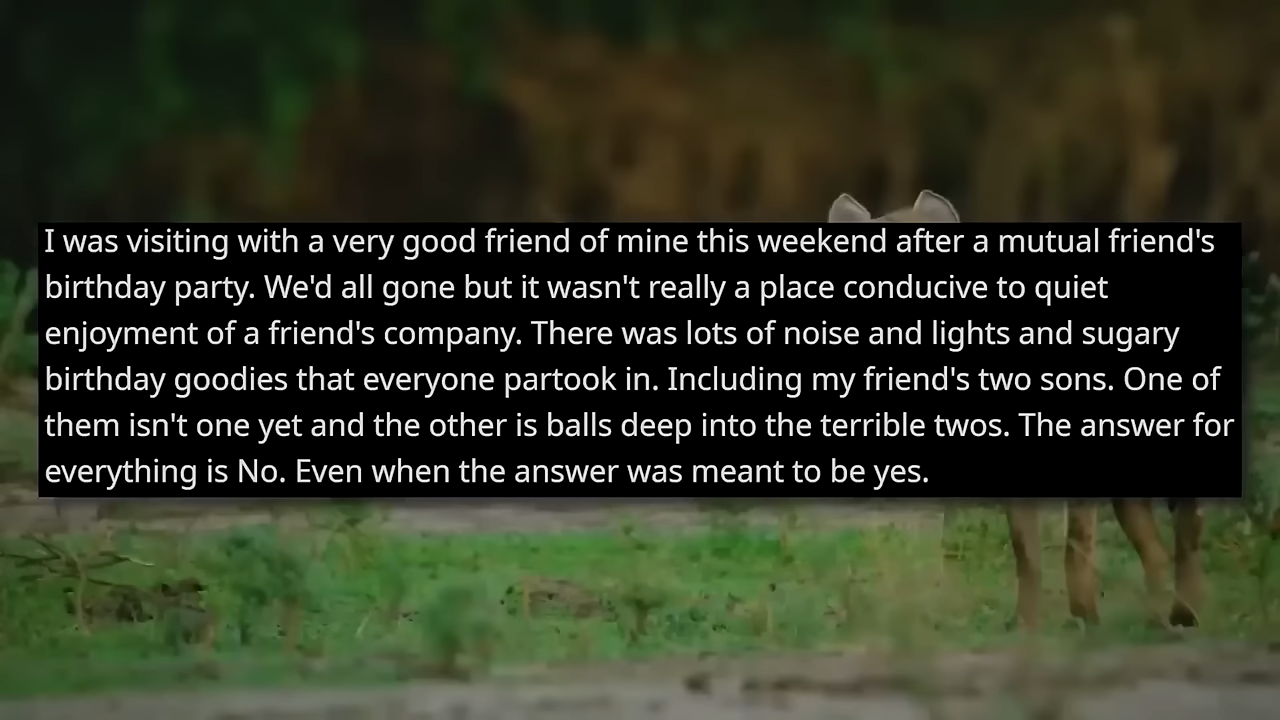 I was visiting with a very good friend of mine this weekend after a mutual friend's
birthday party. We'd all gone but it wasn't really a place conducive to quiet
enjoyment of a friend's company. There was lots of noise and lights and sugary
birthday goodies that everyone partook in. Including my friend's two sons. One of
them isn't one yet and the other is balls deep into the terrible twos. The answer for
everything is No. Even when the answer was meant to be yes.